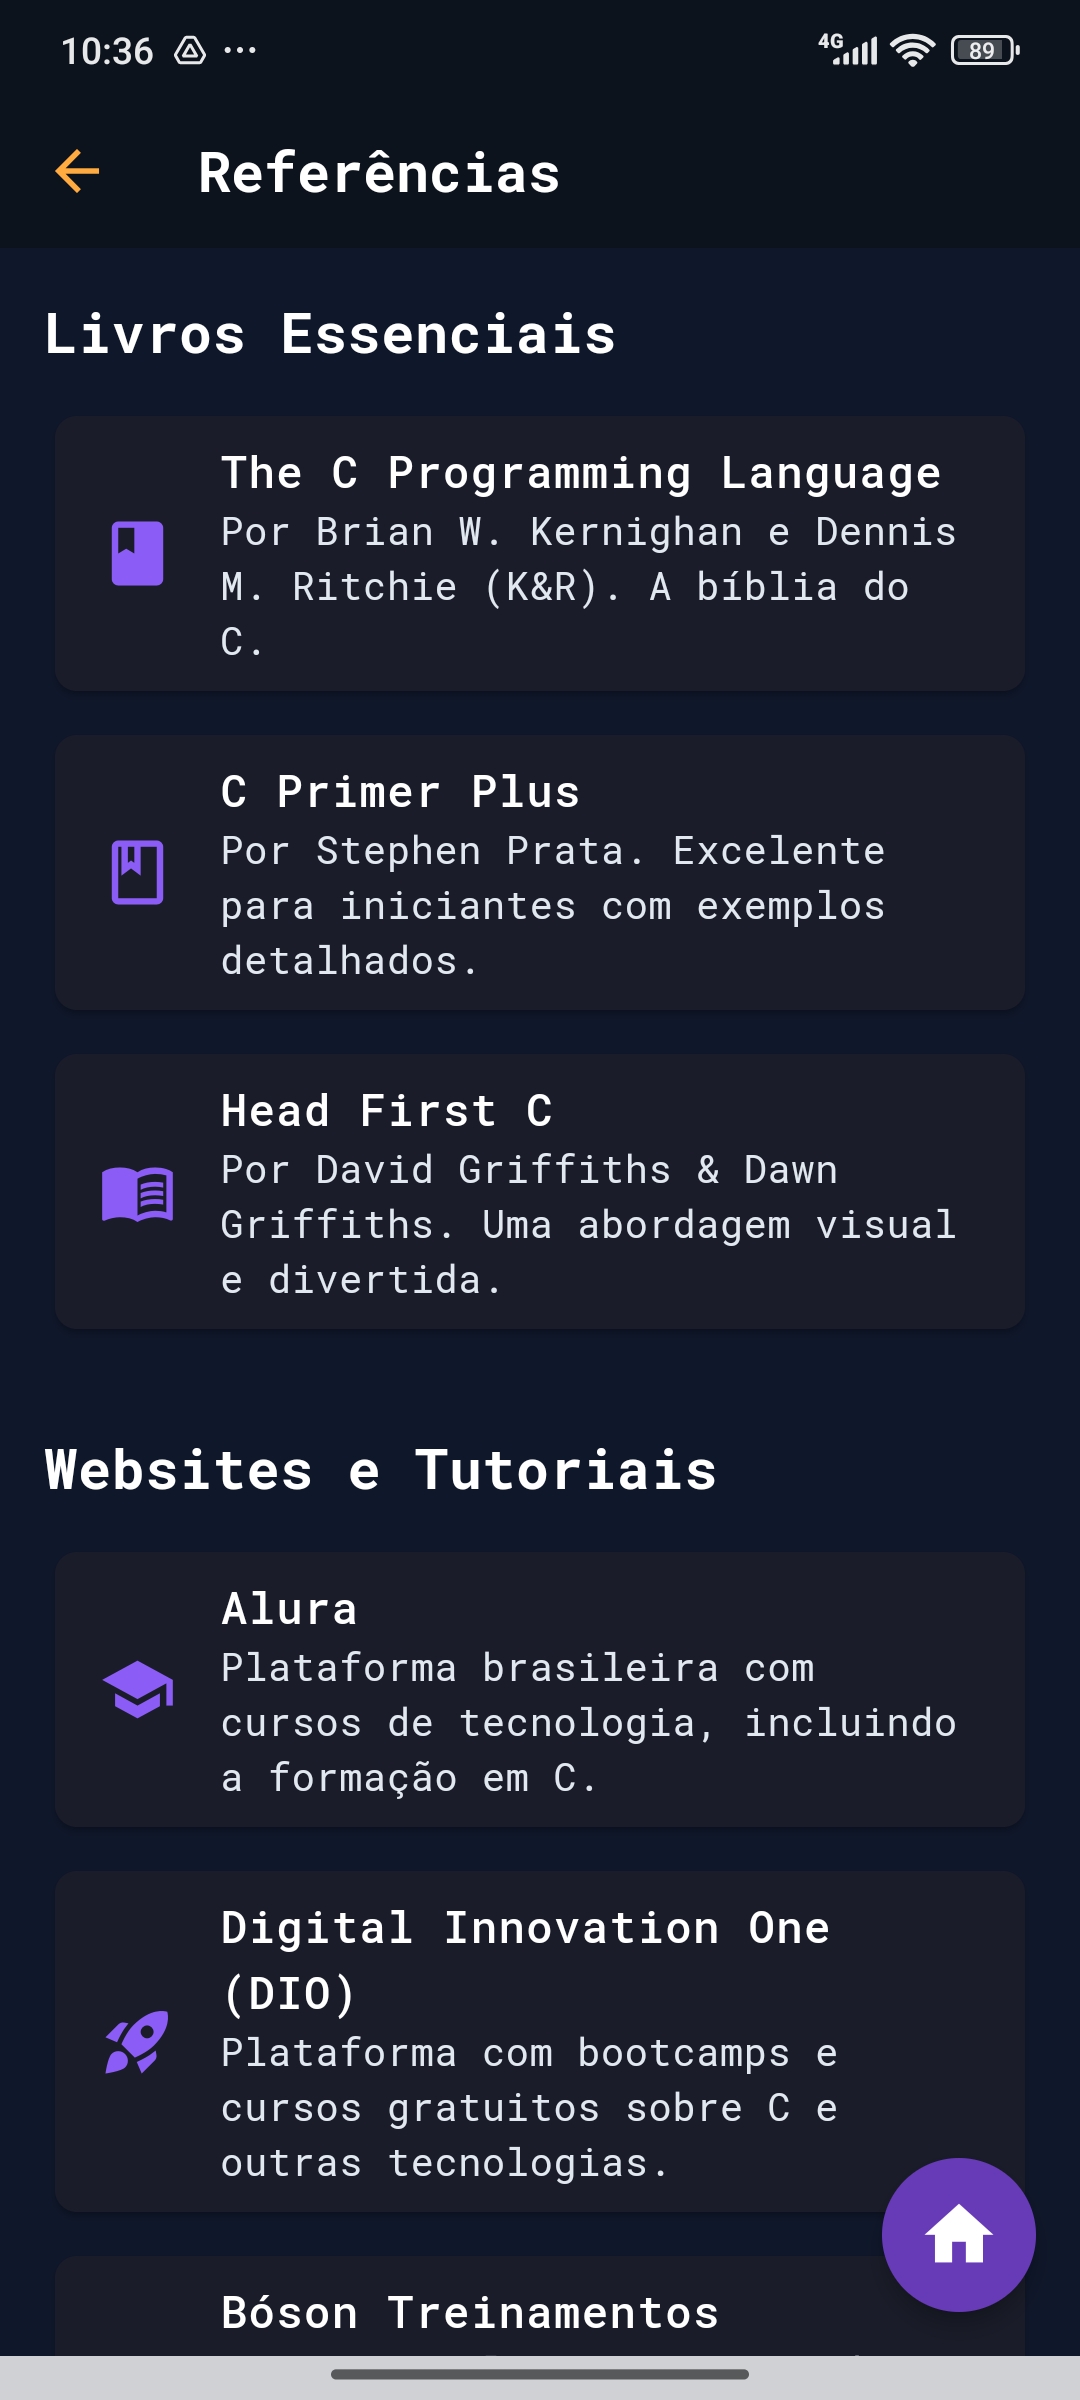 10:36
4G
89
Referências
Livros Essenciais
The C Programming Language
Por Brian W. Kernighan e Dennis
M. Ritchie (K&R). A bíblia do
C.
C Primer Plus
Por Stephen Prata. Excelente
para iniciantes com exemplos
detalhados.
Head First C
Por David Griffiths & Dawn
Griffiths. Uma abordagem visual
e divertida.
Websites e Tutoriais
Alura
Plataforma brasileira com
cursos de tecnologia, incluindo
a formação em C.
Digital Innovation One
(DIO)
Plataforma com bootcamps e
cursos gratuitos sobre C e
outras tecnologias.
Bóson Treinamentos